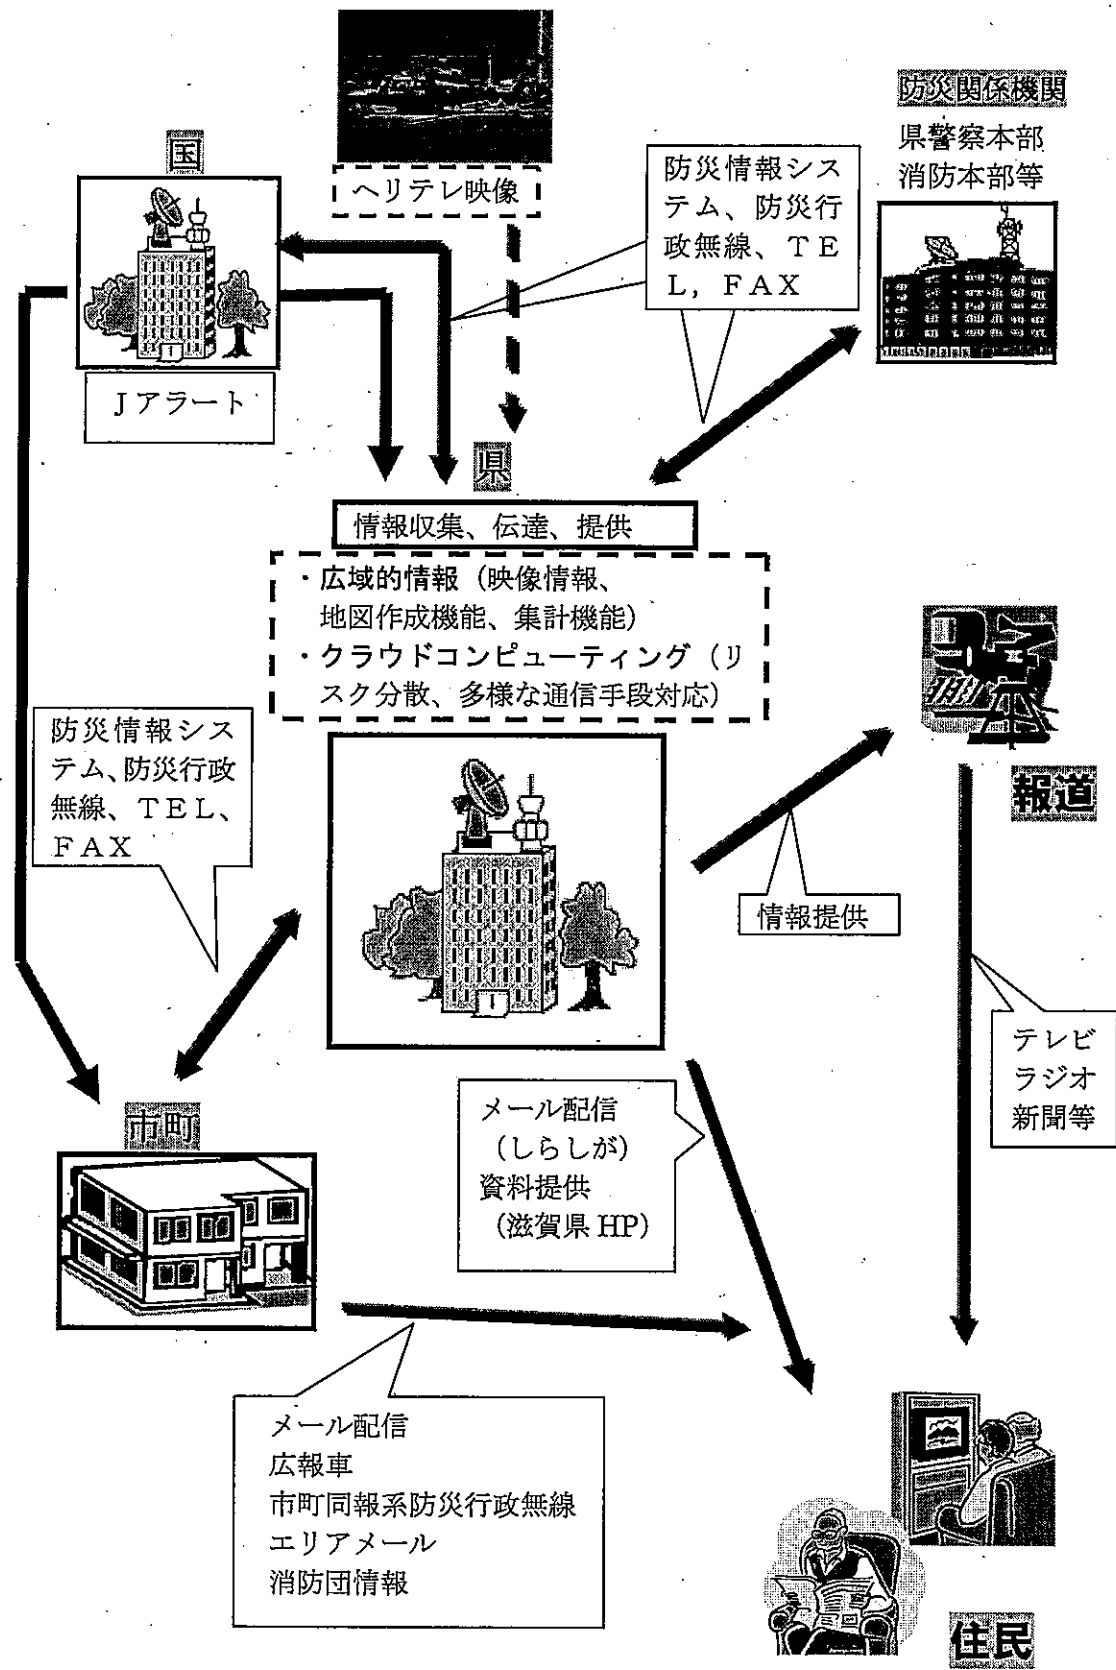 国
ヘリテレ映像
防災関係機関
県警察本部
消防本部等
防災情報シス
テム、防災行
政無線、ＴＥ
Ｌ，ＦＡＸ
Ｊアラート
県
情報収集、伝達、提供
・広域的情報（映像情報、
地図作成機能、集計機能）
・クラウドコンピューティング（リ
スク分散、多様な通信手段対応）
防災情報シス
テム、防災行政
無線、ＴＥＬ、
ＦＡＸ
報道
情報提供
テレビ
ラジオ
新聞等
市町
メール配信
（しらしが）
資料提供
（滋賀県 HP）
メール配信
広報車
市町同報系防災行政無線
エリアメール
消防団情報
住民